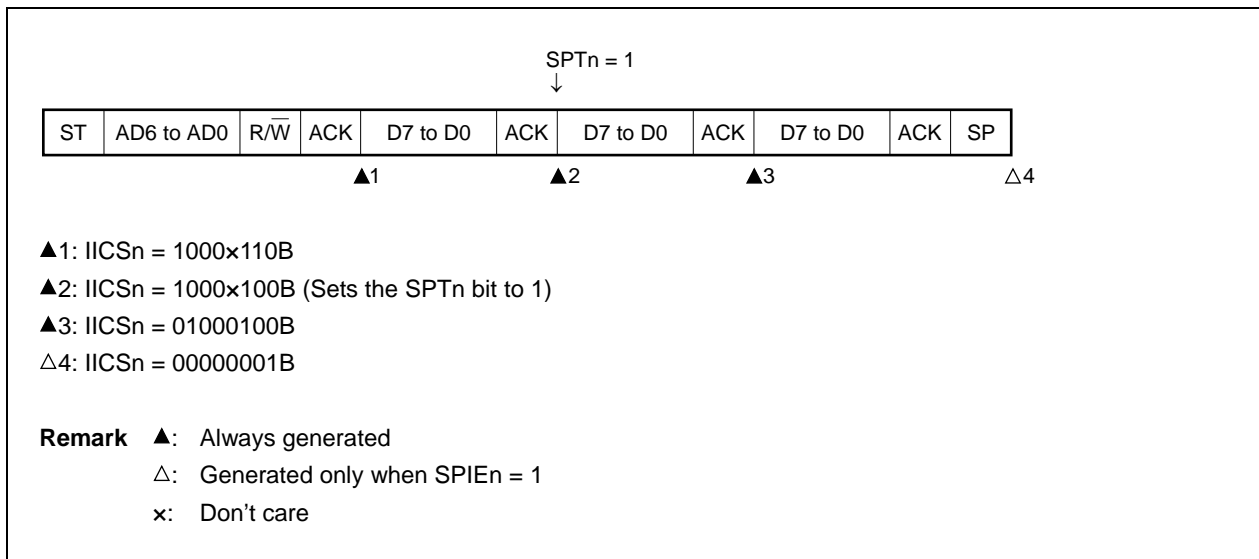 SPTn = 1
↓
ST AD6 to AD0 R/W̅ ACK D7 to D0 ACK D7 to D0 ACK D7 to D0 ACK SP
▲1 ▲2 ▲3 △4
▲1: IICSn = 1000×110B
▲2: IICSn = 1000×100B (Sets the SPTn bit to 1)
▲3: IICSn = 01000100B
△4: IICSn = 00000001B
Remark ▲: Always generated
△: Generated only when SPIEn = 1
×: Don't care